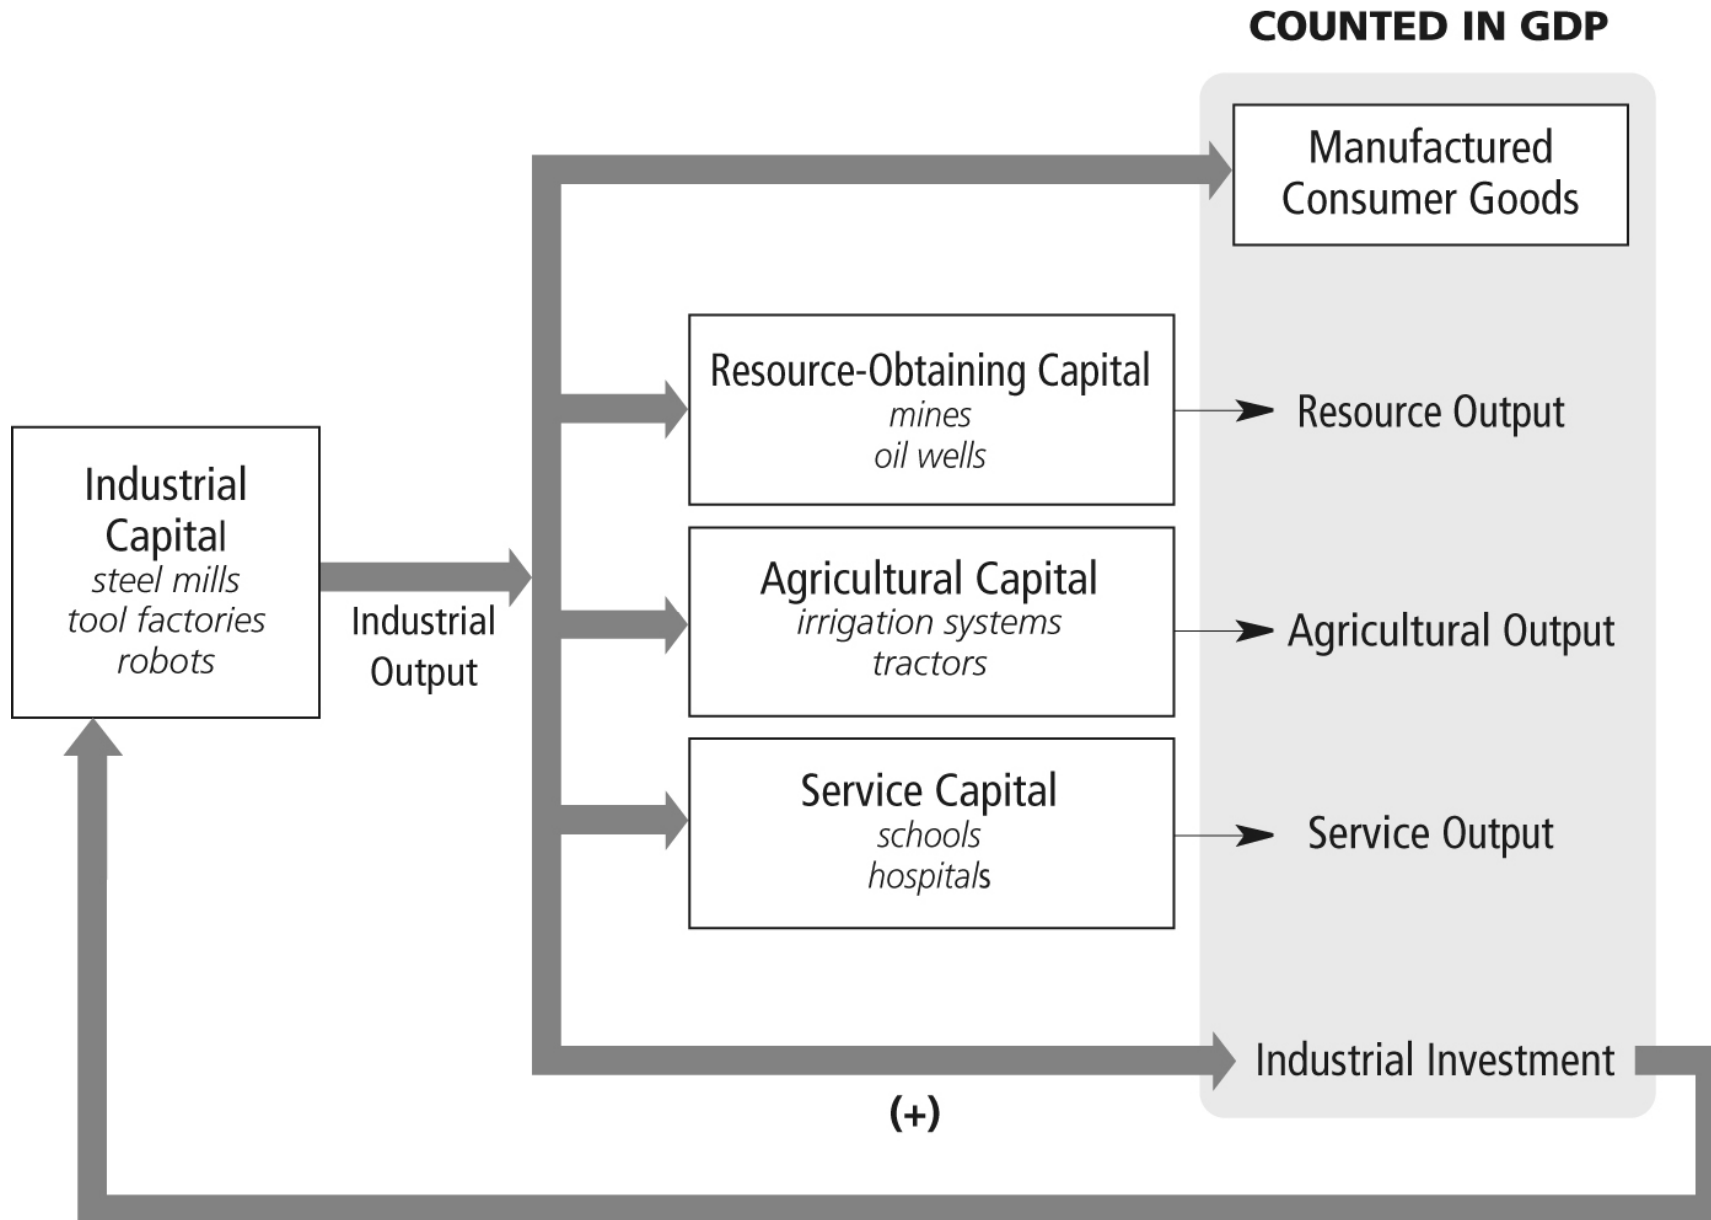 COUNTED IN GDP
Manufactured
Consumer Goods
Resource-Obtaining Capital
mines
oil wells
Resource Output
Industrial
Capital
steel mills
tool factories
robots
Industrial
Output
Agricultural Capital
irrigation systems
tractors
Agricultural Output
Service Capital
schools
hospitals
Service Output
Industrial Investment
(+)